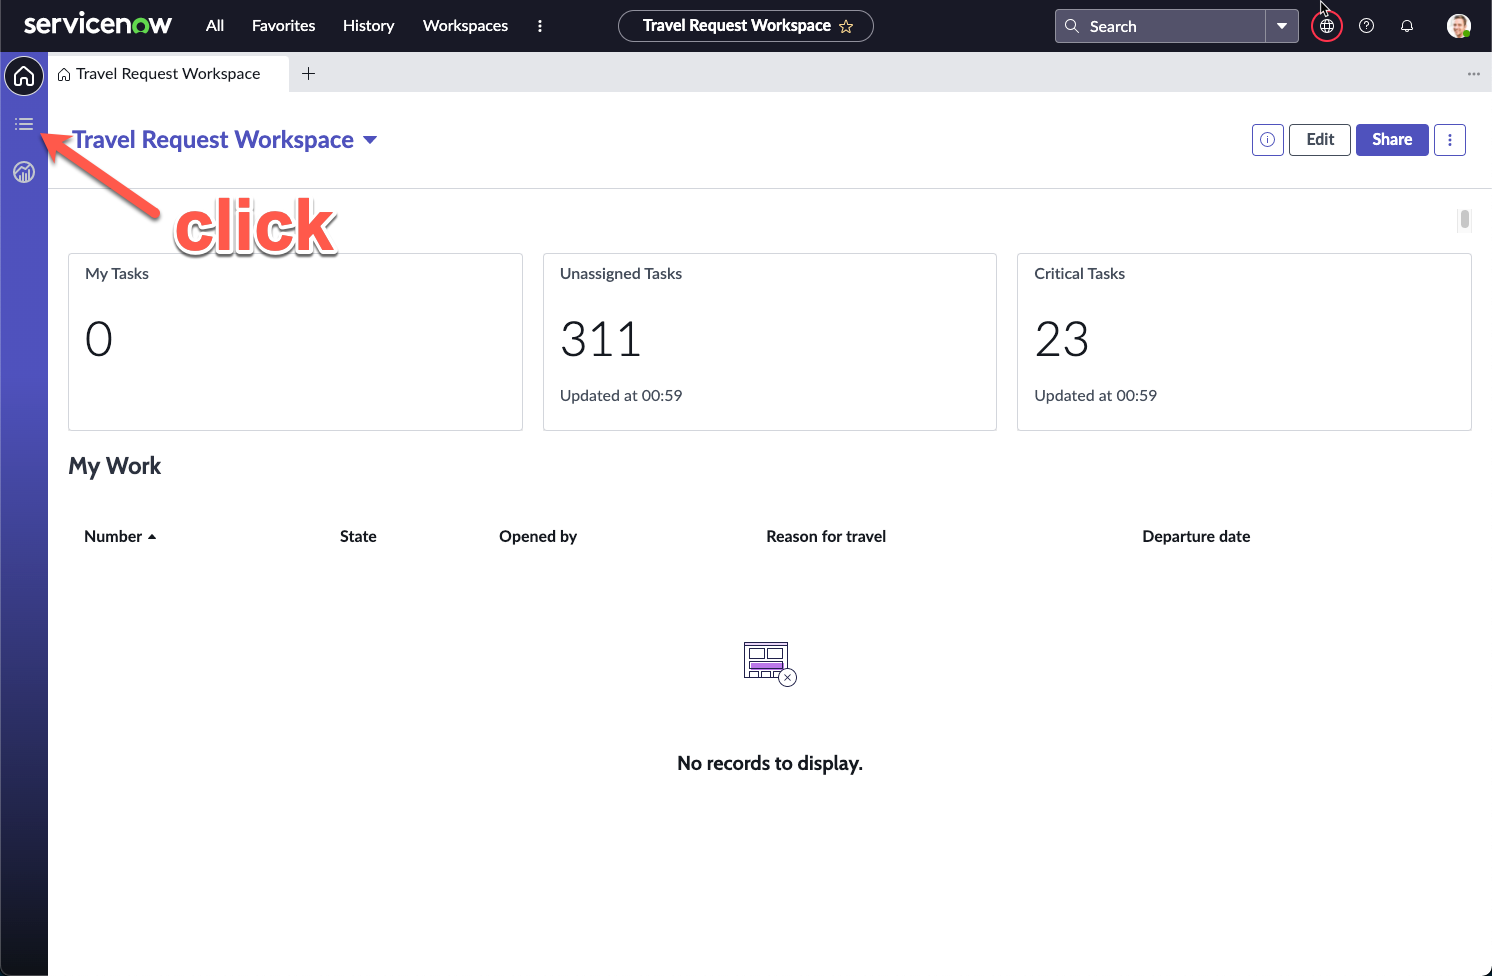 servicenow All Favorites History Workspaces Travel Request Workspace Search
Travel Request Workspace
Travel Request Workspace Edit Share
click
My Tasks Unassigned Tasks Critical Tasks
0 311 23
Updated at 00:59 Updated at 00:59
My Work
Number State Opened by Reason for travel Departure date
No records to display.